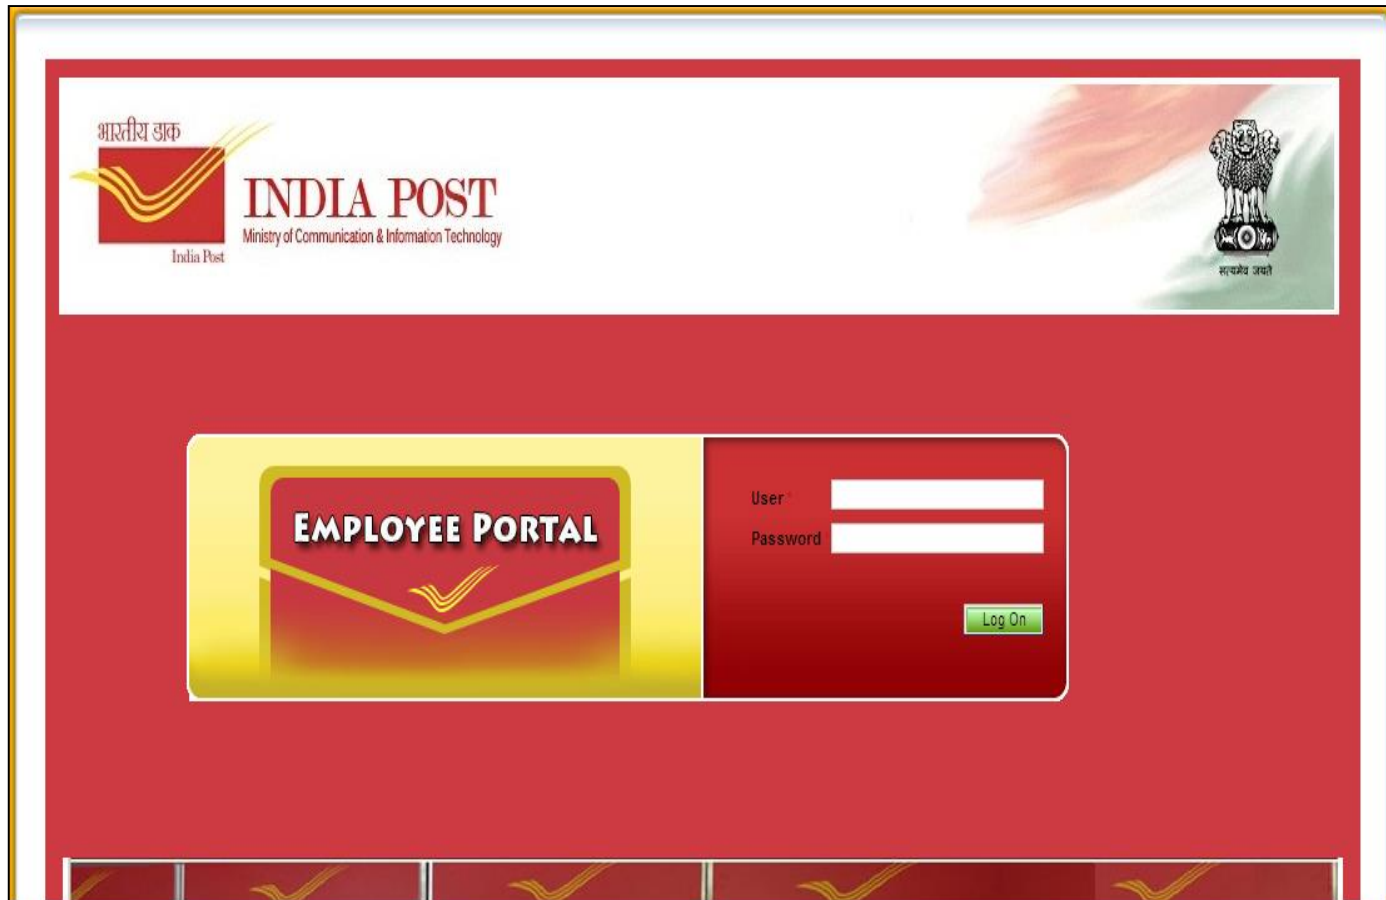 भारतीय डाक
India Post
INDIA POST
Ministry of Communication & Information Technology
सत्यमेव जयते
EMPLOYEE PORTAL
User *
Password
Log On